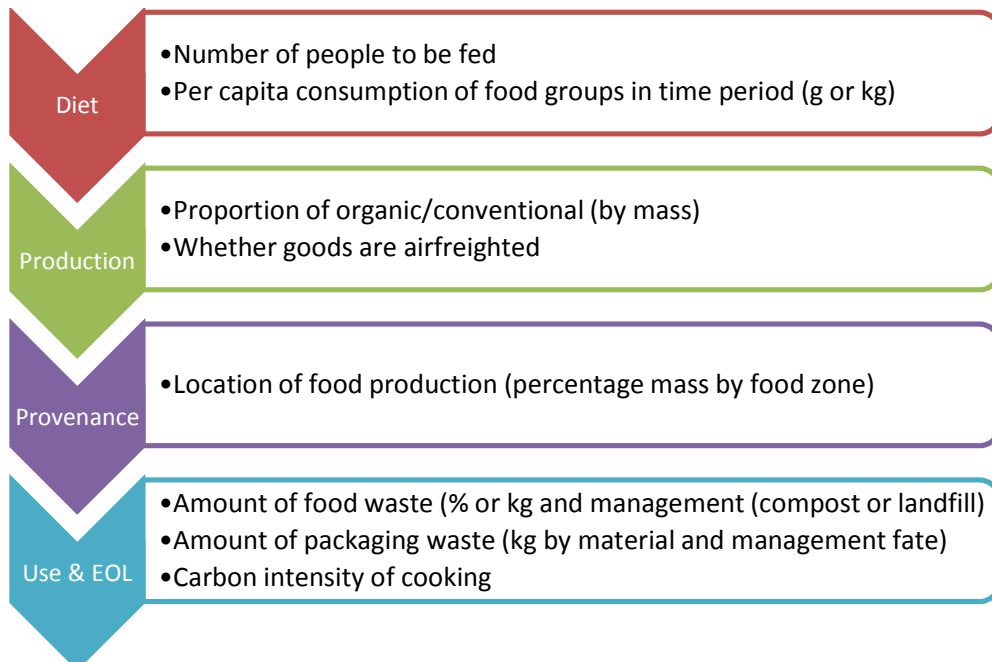 Diet
•Number of people to be fed
•Per capita consumption of food groups in time period (g or kg)
Production
•Proportion of organic/conventional (by mass)
•Whether goods are airfreighted
Provenance
•Location of food production (percentage mass by food zone)
Use & EOL
•Amount of food waste (% or kg and management (compost or landfill)
•Amount of packaging waste (kg by material and management fate)
•Carbon intensity of cooking